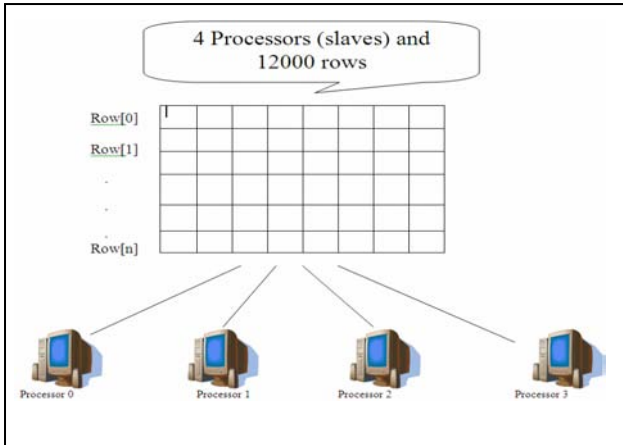 4 Processors (slaves) and
12000 rows
Row[0]
Row[1]
.
.
.
Row[n]
Processor 0
Processor 1
Processor 2
Processor 3